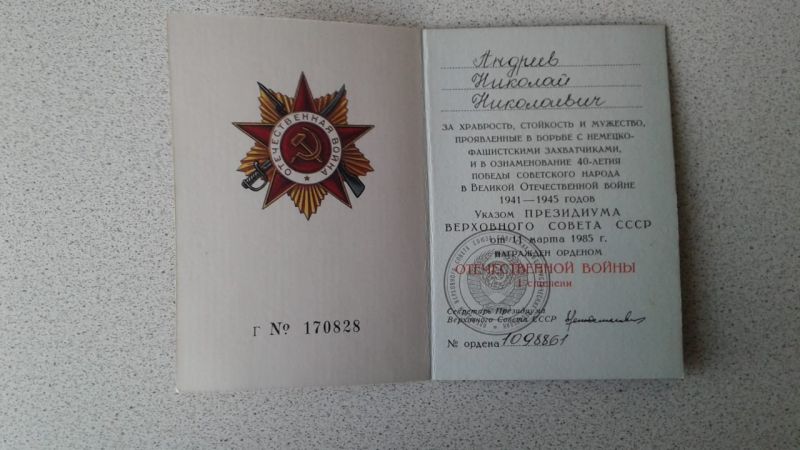 ОТЕЧЕСТВЕННАЯ ВОЙНА
Г № 170828
Андреев
Николай
Николаевич
ЗА ХРАБРОСТЬ, СТОЙКОСТЬ И МУЖЕСТВО,
ПРОЯВЛЕННЫЕ В БОРЬБЕ С НЕМЕЦКО-
ФАШИСТСКИМИ ЗАХВАТЧИКАМИ,
И В ОЗНАМЕНОВАНИЕ 40-ЛЕТИЯ
ПОБЕДЫ СОВЕТСКОГО НАРОДА
В ВЕЛИКОЙ ОТЕЧЕСТВЕННОЙ ВОЙНЕ
1941—1945 ГОДОВ
УКАЗОМ ПРЕЗИДИУМА
ВЕРХОВНОГО СОВЕТА СССР
от 11 марта 1985 г.
НАГРАЖДЕН ОРДЕНОМ
ОТЕЧЕСТВЕННОЙ ВОЙНЫ
I степени
Секретарь Президиума
Верховного Совета СССР
№ ордена 1098861